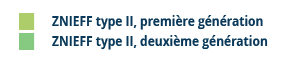 ZNIEFF type II, première génération
ZNIEFF type II, deuxième génération